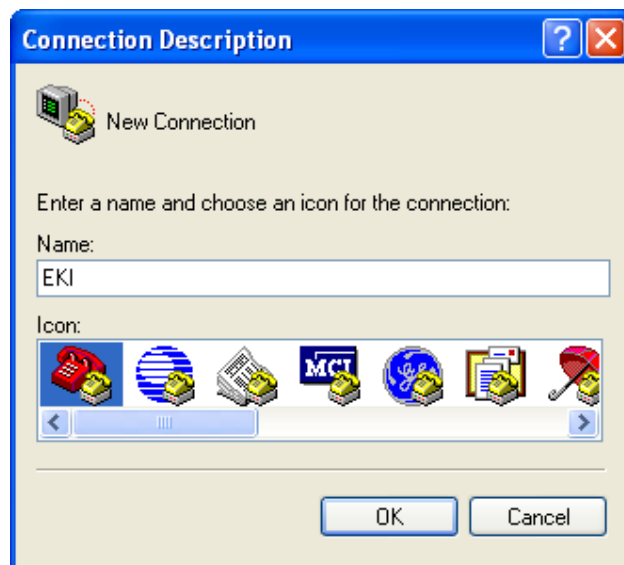 Connection Description
New Connection
Enter a name and choose an icon for the connection:
Name:
EKI
Icon:
MCI
OK
Cancel